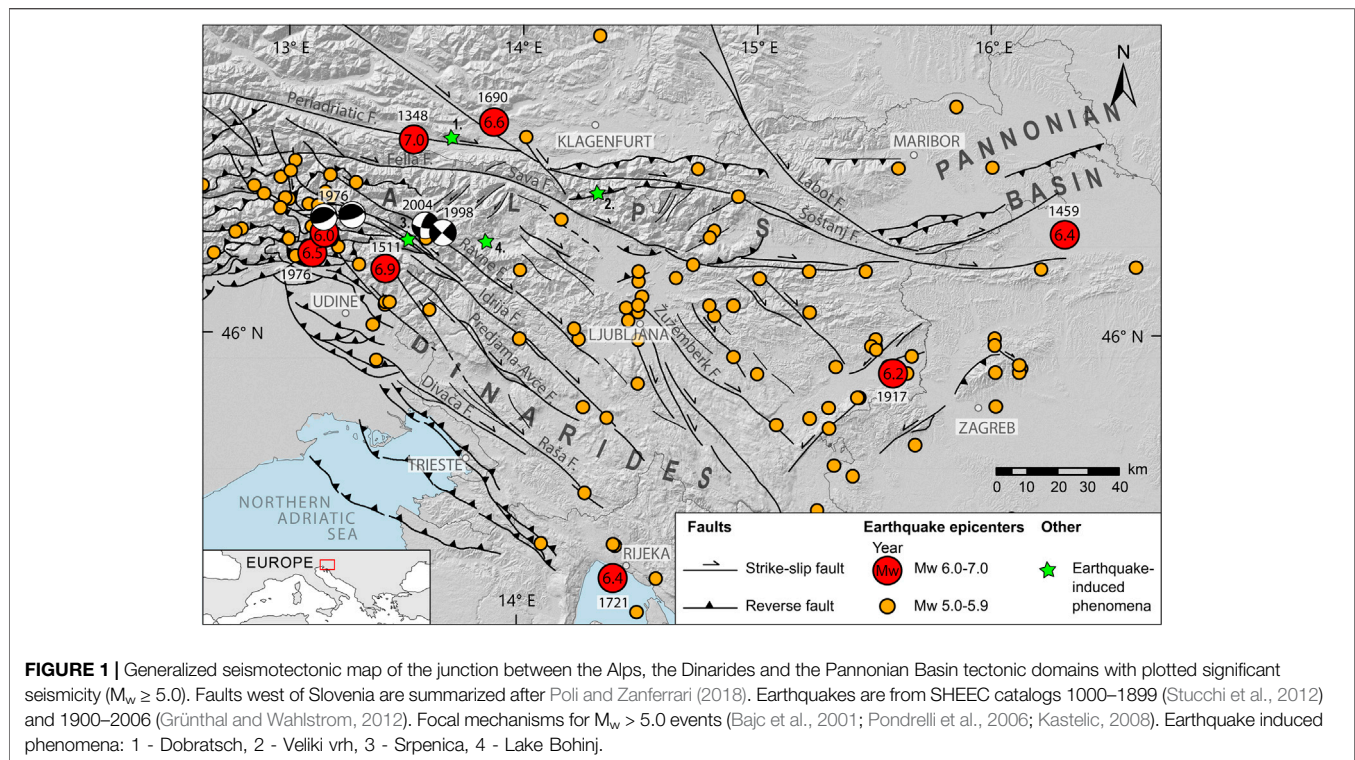 13° E
14° E
15° E
16° E
N
Periadriatic F.
1348
7.0
1.
1690
6.6
KLAGENFURT
MARIBOR
PANNONIAN
BASIN
Fella F.
Sava F.
Labot F.
Šoštanj F.
ALPS
2.
1976
2004
1998
3.
4.
1459
6.4
6.0
6.5
1976
1511
6.9
Ravne F.
Idrija F.
UDINE
46° N
46° N
LJUBLJANA
Žužemberk F.
Predjama-Avče F.
DINARIDES
Divača F.
Raša F.
6.2
1917
ZAGREB
TRIESTE
NORTHERN
ADRIATIC
SEA
km
0 10 20 30 40
EUROPE
14° E
RIJEKA
6.4
1721
Faults
Strike-slip fault
Reverse fault
Earthquake epicenters
Year
Mw
Mw 6.0-7.0
Mw 5.0-5.9
Other
Earthquake-
induced
phenomena
FIGURE 1 | Generalized seismotectonic map of the junction between the Alps, the Dinarides and the Pannonian Basin tectonic domains with plotted significant
seismicity (Mw ≥ 5.0). Faults west of Slovenia are summarized after Poli and Zanferrari (2018). Earthquakes are from SHEEC catalogs 1000–1899 (Stucchi et al., 2012)
and 1900–2006 (Grünthal and Wahlstrom, 2012). Focal mechanisms for Mw > 5.0 events (Bajc et al., 2001; Pondrelli et al., 2006; Kastelic, 2008). Earthquake induced
phenomena: 1 - Dobratsch, 2 - Veliki vrh, 3 - Srpenica, 4 - Lake Bohinj.